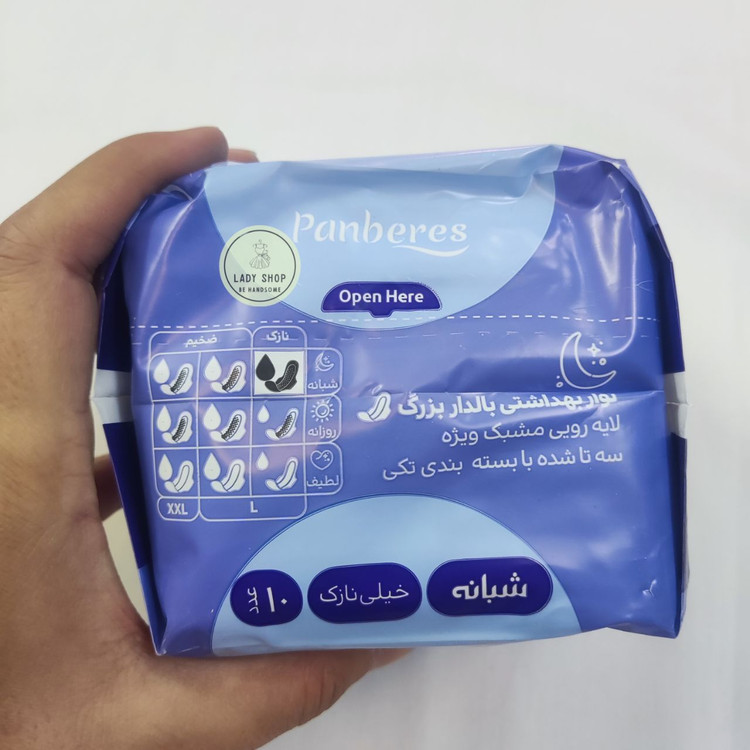 Panberes
LADY SHOP
BE HANDSOME
Open Here
نازک
ضخیم
شبانه
روزانه
لطیف
L
XXL
نوار بهداشتی بالدار بزرگ
لایه رویی مشبک ویژه
سه تا شده با بسته بندی تکی
شبانه
خیلی نازک
۱۰ عدد